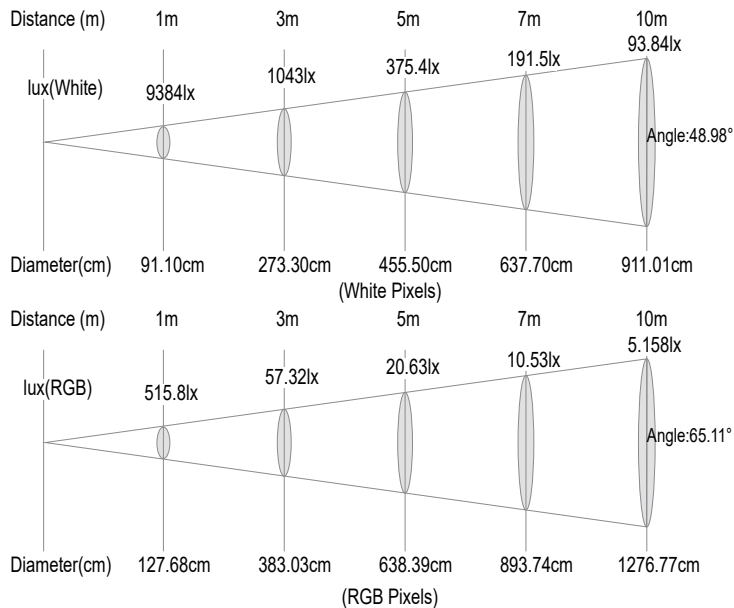 Distance (m) 1m 3m 5m 7m 10m
lux(White) 9384lx 1043lx 375.4lx 191.5lx 93.84lx
Angle:48.98°
Diameter(cm) 91.10cm 273.30cm 455.50cm 637.70cm 911.01cm
(White Pixels)
Distance (m) 1m 3m 5m 7m 10m
lux(RGB) 515.8lx 57.32lx 20.63lx 10.53lx 5.158lx
Angle:65.11°
Diameter(cm) 127.68cm 383.03cm 638.39cm 893.74cm 1276.77cm
(RGB Pixels)